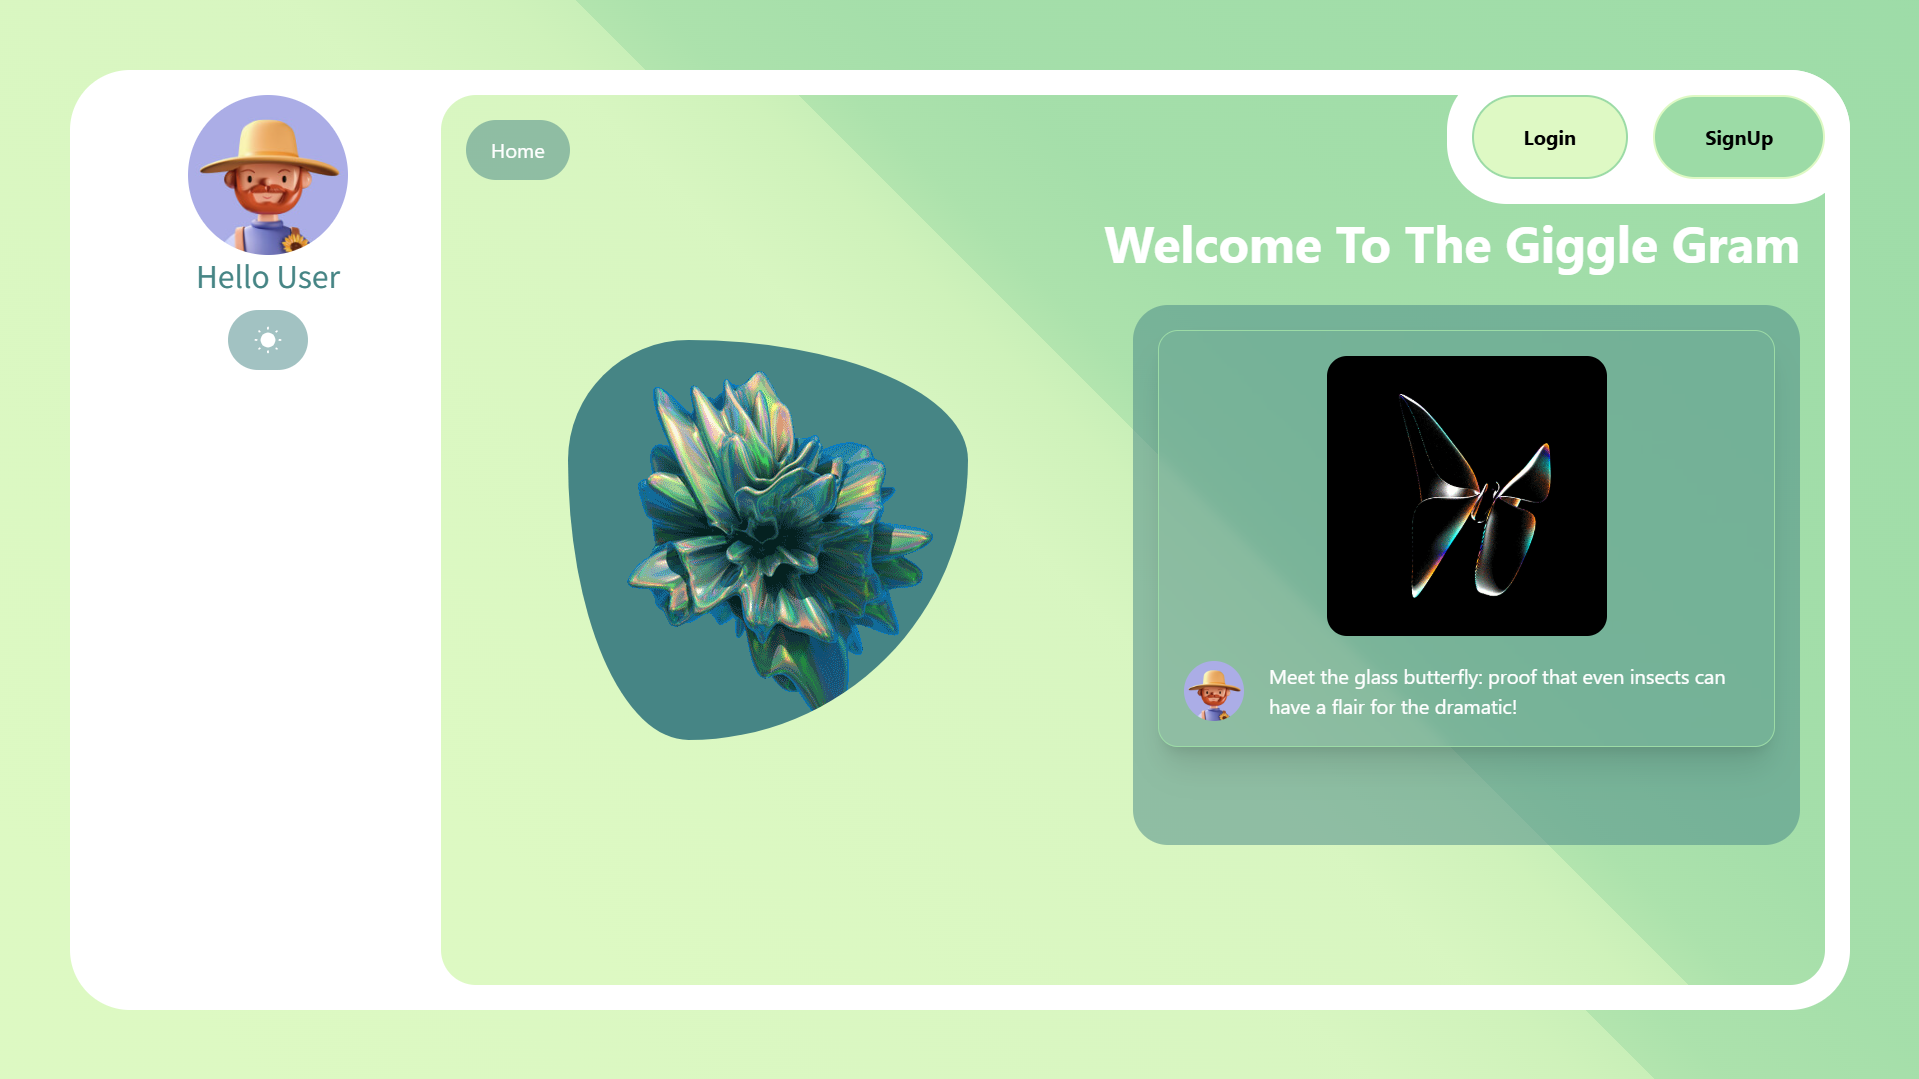 Hello User
Home
Login
SignUp
Welcome To The Giggle Gram
Meet the glass butterfly: proof that even insects can
have a flair for the dramatic!